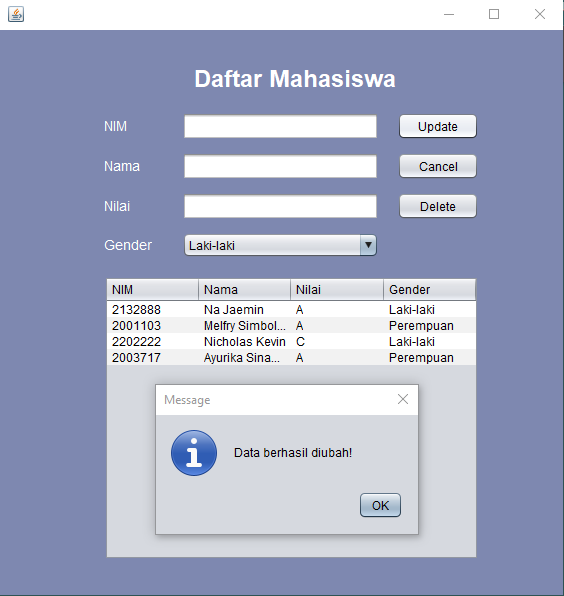 Daftar Mahasiswa
NIM Update
Nama Cancel
Nilai Delete
Gender Laki-laki
NIM Nama Nilai Gender
2132888 Na Jaemin A Laki-laki
2001103 Melfry Simbol... A Perempuan
2202222 Nicholas Kevin C Laki-laki
2003717 Ayurika Sina... A Perempuan
Message
Data berhasil diubah!
OK